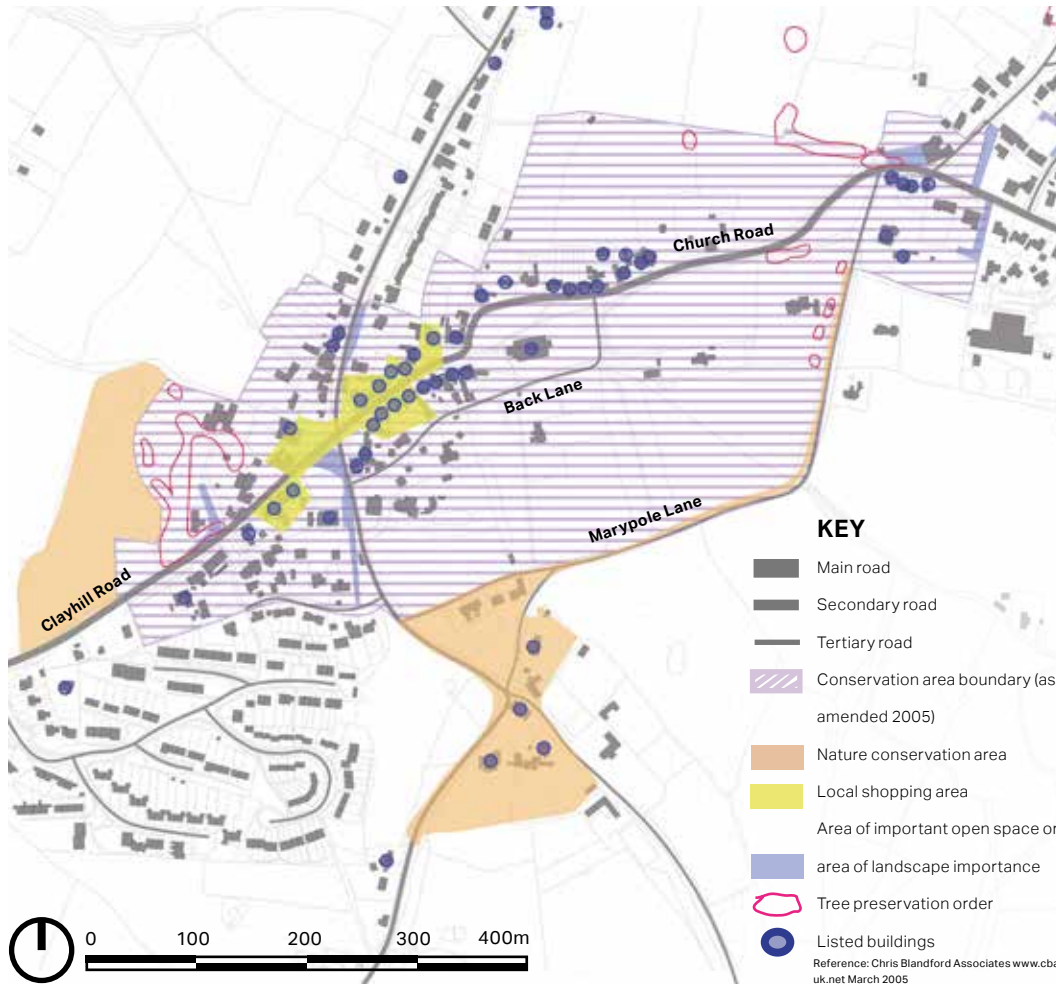 Church Road
Back Lane
Marypole Lane
Clayhill Road
KEY
Main road
Secondary road
Tertiary road
Conservation area boundary (as
amended 2005)
Nature conservation area
Local shopping area
Area of important open space or
area of landscape importance
Tree preservation order
Listed buildings
Reference: Chris Blandford Associates www.cba
uk.net March 2005
0 100 200 300 400m